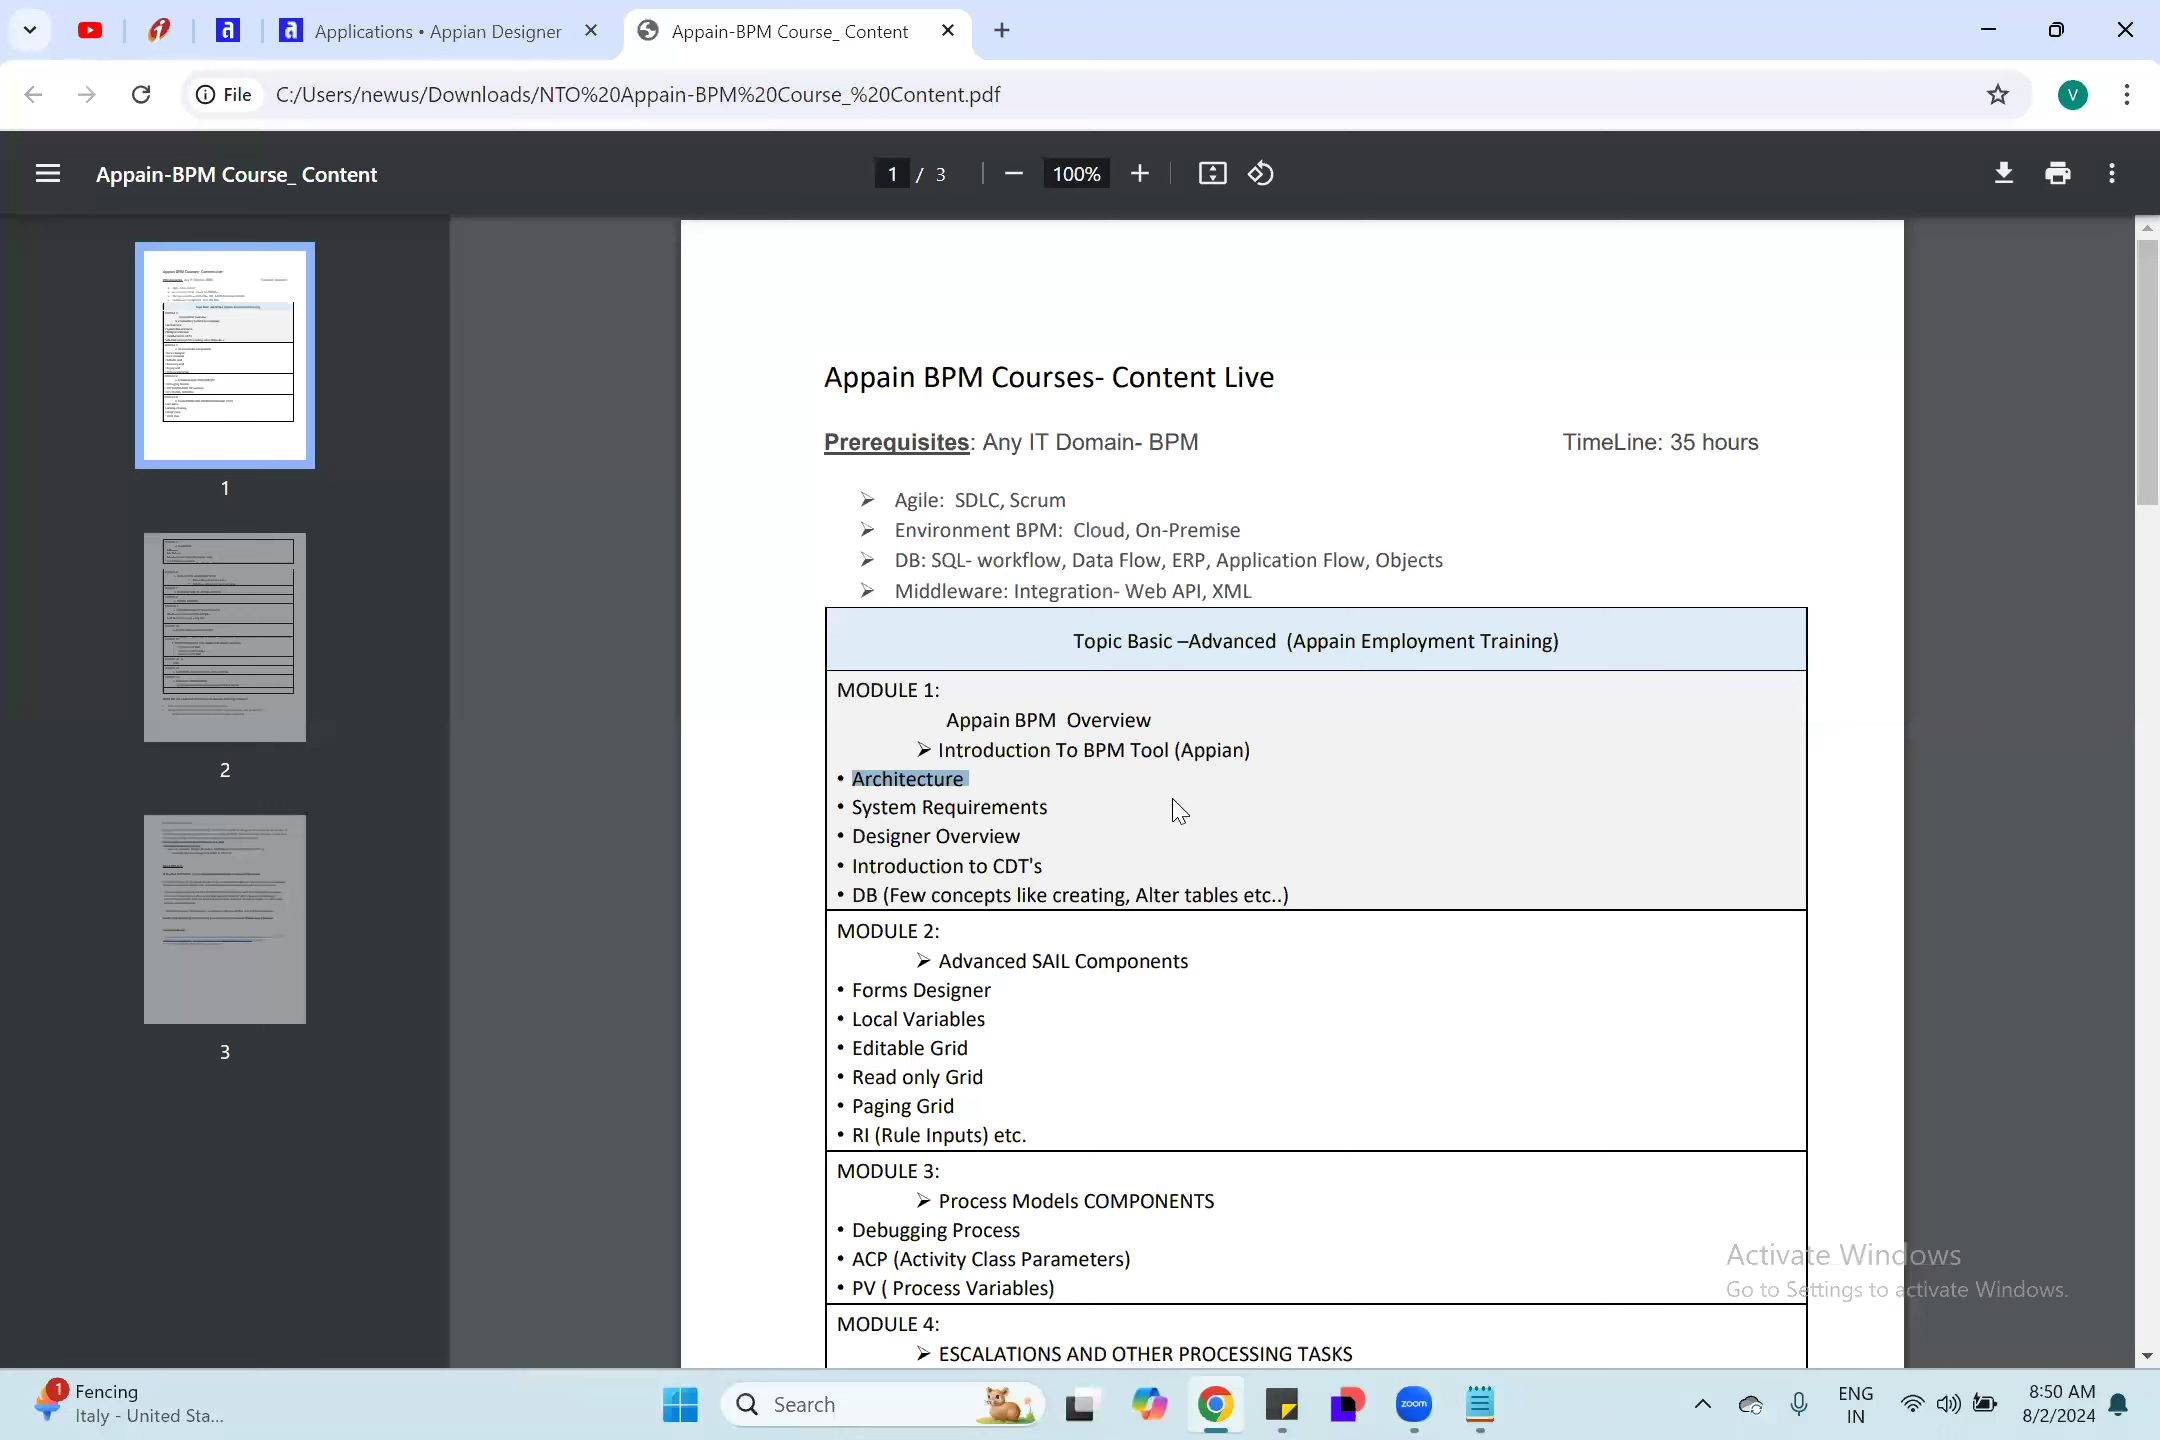 Applications • Appian Designer
Appain-BPM Course_ Content
File
C:/Users/newus/Downloads/NTO%20Appain-BPM%20Course_%20Content.pdf
V
Appain-BPM Course_ Content
1 / 3
100%
1
2
3
Appain BPM Courses- Content Live
Prerequisites: Any IT Domain- BPM
TimeLine: 35 hours
➢ Agile: SDLC, Scrum
➢ Environment BPM: Cloud, On-Premise
➢ DB: SQL- workflow, Data Flow, ERP, Application Flow, Objects
➢ Middleware: Integration- Web API, XML
Topic Basic –Advanced (Appain Employment Training)
MODULE 1:
Appain BPM Overview
➢ Introduction To BPM Tool (Appian)
• Architecture
• System Requirements
• Designer Overview
• Introduction to CDT's
• DB (Few concepts like creating, Alter tables etc..)
MODULE 2:
➢ Advanced SAIL Components
• Forms Designer
• Local Variables
• Editable Grid
• Read only Grid
• Paging Grid
• RI (Rule Inputs) etc.
MODULE 3:
➢ Process Models COMPONENTS
• Debugging Process
• ACP (Activity Class Parameters)
• PV ( Process Variables)
MODULE 4:
➢ ESCALATIONS AND OTHER PROCESSING TASKS
Activate Windows
Go to Settings to activate Windows.
1
Fencing
Italy - United Sta...
Search
zoom
ENG
IN
8:50 AM
8/2/2024